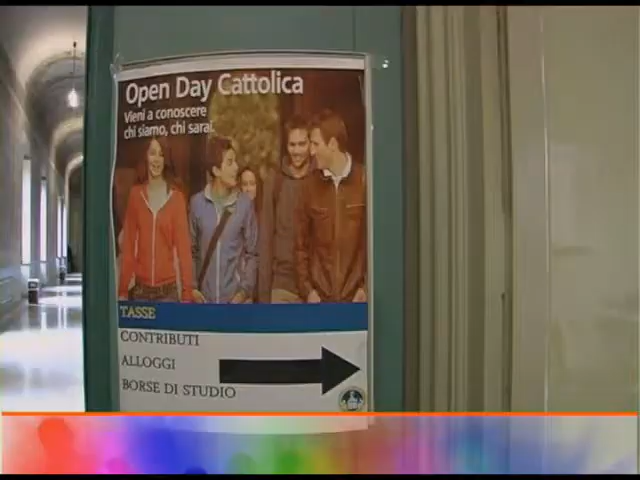 Open Day Cattolica
Vieni a conoscere
chi siamo, chi sarai.
TASSE
CONTRIBUTI
ALLOGGI
BORSE DI STUDIO